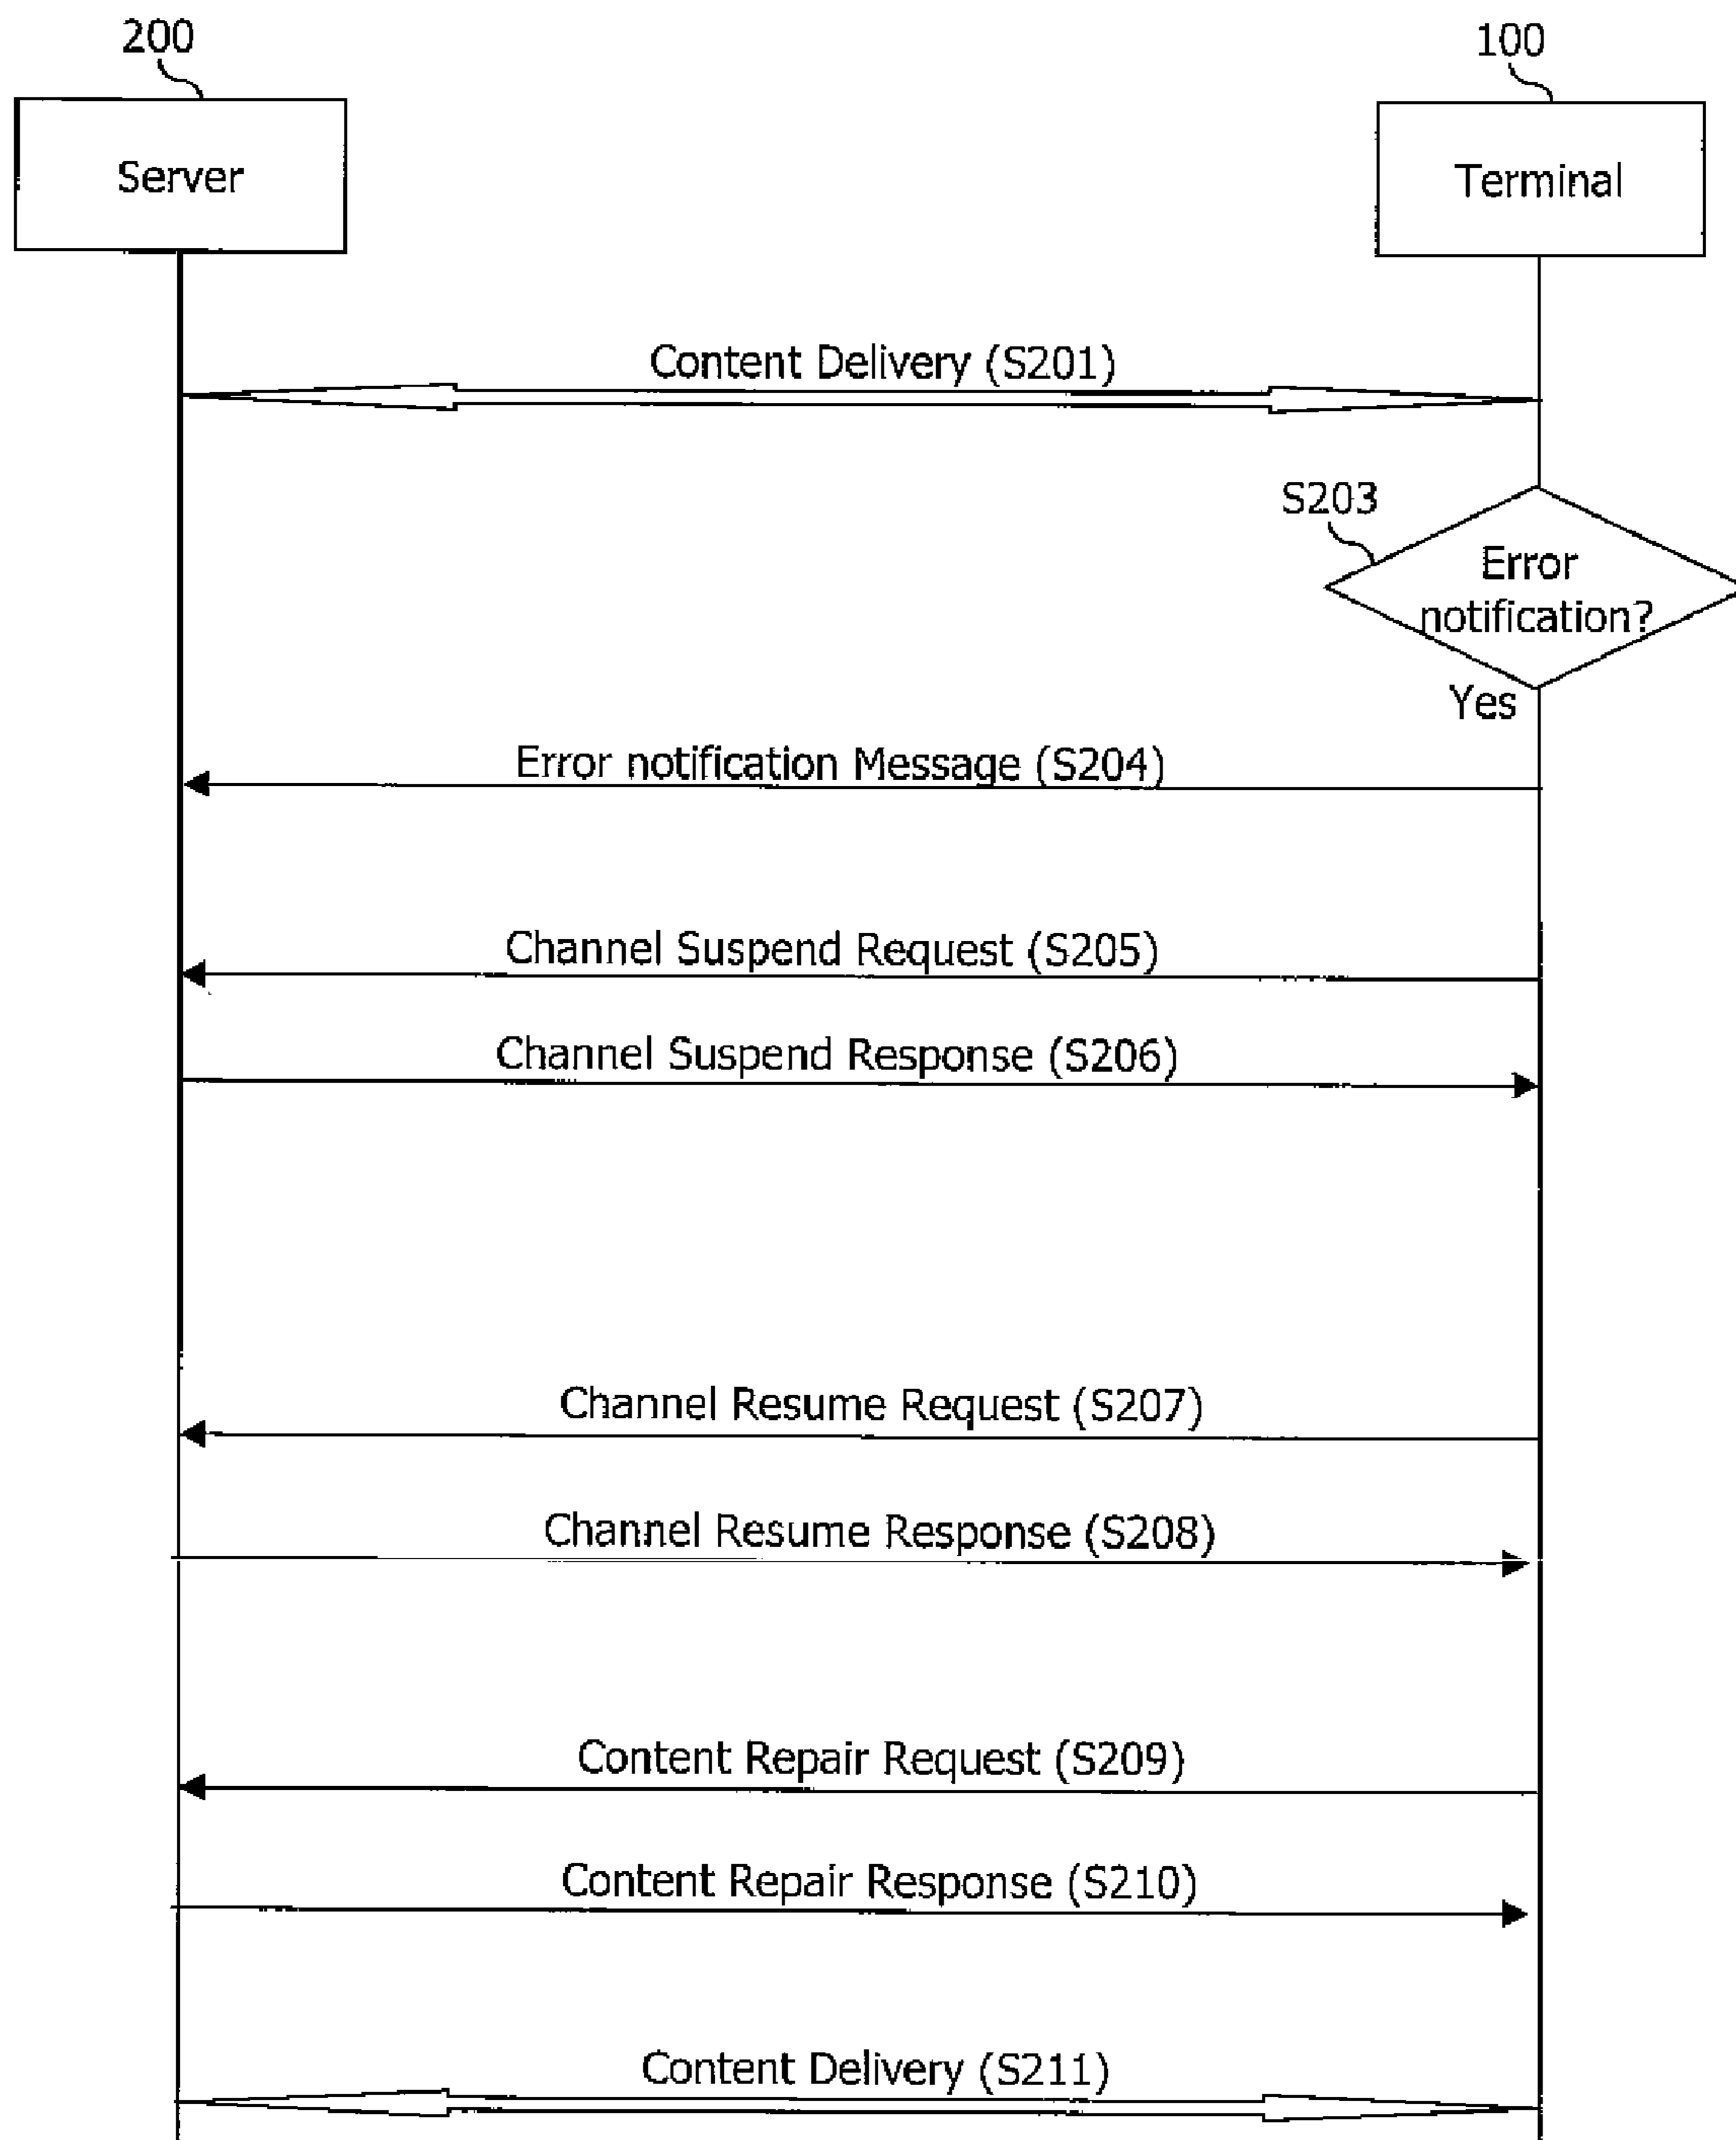 200
100
Server
Terminal
Content Delivery (S201)
S203
Error
notification?
Yes
Error notification Message (S204)
Channel Suspend Request (S205)
Channel Suspend Response (S206)
Channel Resume Request (S207)
Channel Resume Response (S208)
Content Repair Request (S209)
Content Repair Response (S210)
Content Delivery (S211)